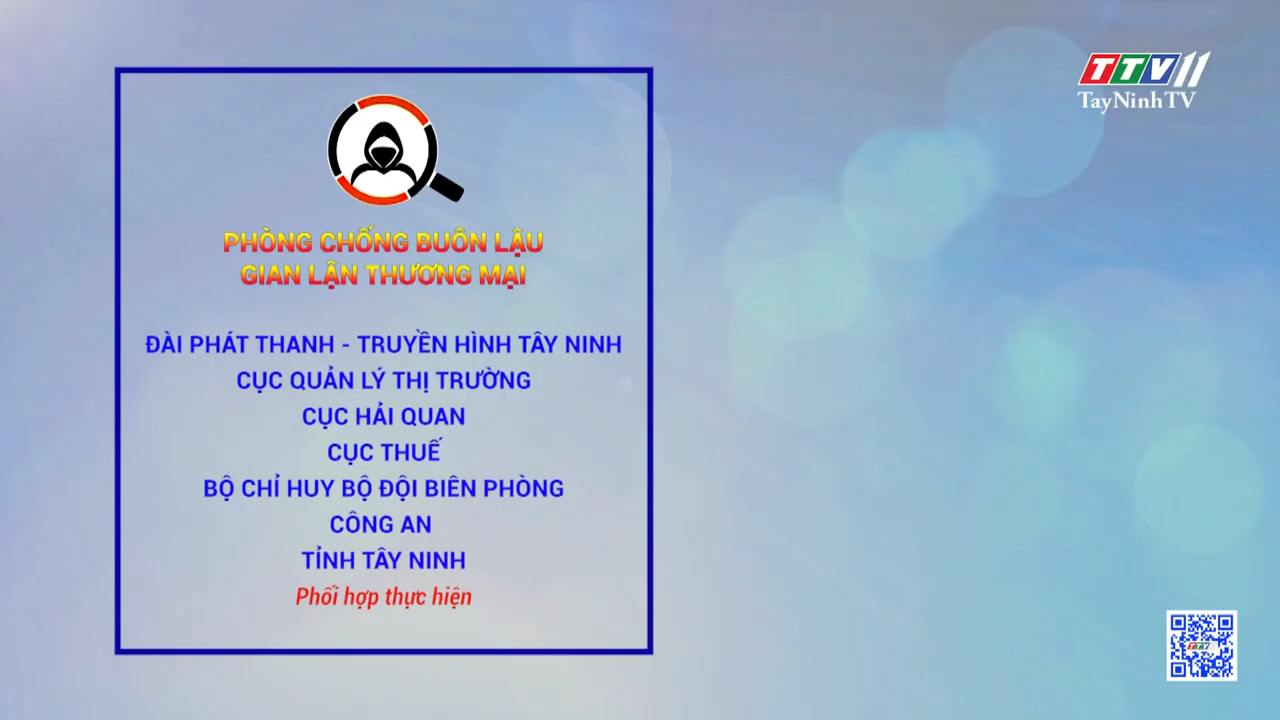 TTV11
TayNinhTV
PHÒNG CHỐNG BUÔN LẬU
GIAN LẬN THƯƠNG MẠI
ĐÀI PHÁT THANH - TRUYỀN HÌNH TÂY NINH
CỤC QUẢN LÝ THỊ TRƯỜNG
CỤC HẢI QUAN
CỤC THUẾ
BỘ CHỈ HUY BỘ ĐỘI BIÊN PHÒNG
CÔNG AN
TỈNH TÂY NINH
Phối hợp thực hiện
TTV11